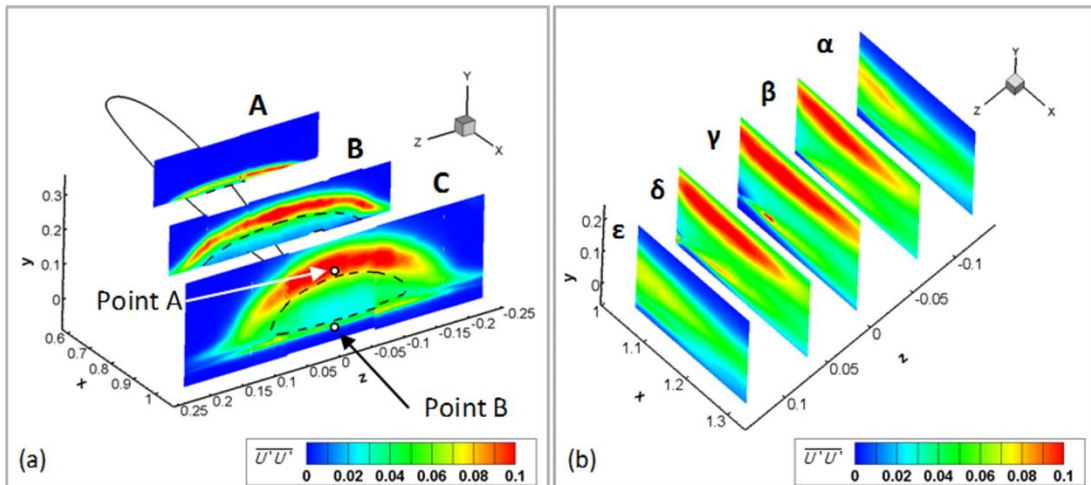 A
B
C
Y
Z
X
0.3
0.2
0.1
0
y
0.6
0.7
0.8
0.9
1
x
0.25
0.2
0.15
0.1
0.05
0
-0.05
-0.1
-0.15
-0.2
-0.25
z
Point A
Point B
(a)
U'U'
0 0.02 0.04 0.06 0.08 0.1
α
β
γ
δ
ε
Y
Z
X
0.2
0.1
0
y
1
1.1
1.2
1.3
x
0.1
0.05
0
-0.05
-0.1
z
(b)
U'U'
0 0.02 0.04 0.06 0.08 0.1